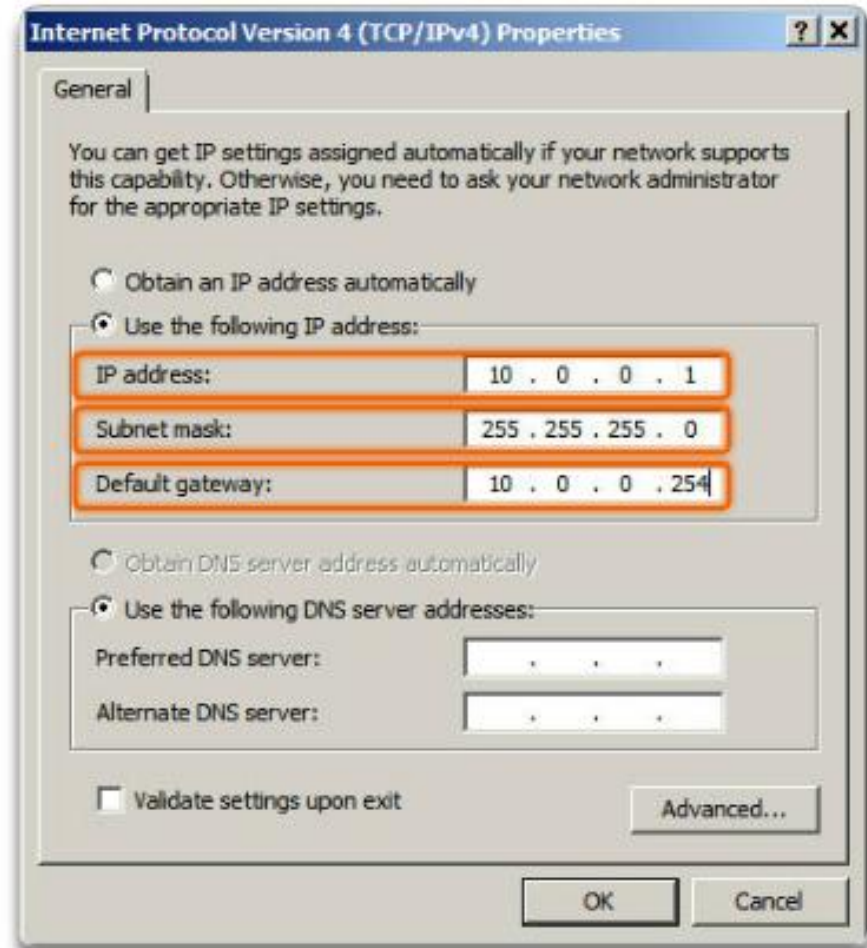 Internet Protocol Version 4 (TCP/IPv4) Properties
General
You can get IP settings assigned automatically if your network supports
this capability. Otherwise, you need to ask your network administrator
for the appropriate IP settings.
Obtain an IP address automatically
Use the following IP address:
IP address: 10 . 0 . 0 . 1
Subnet mask: 255 . 255 . 255 . 0
Default gateway: 10 . 0 . 0 . 254
Obtain DNS server address automatically
Use the following DNS server addresses:
Preferred DNS server: . . .
Alternate DNS server: . . .
Validate settings upon exit
Advanced...
OK Cancel